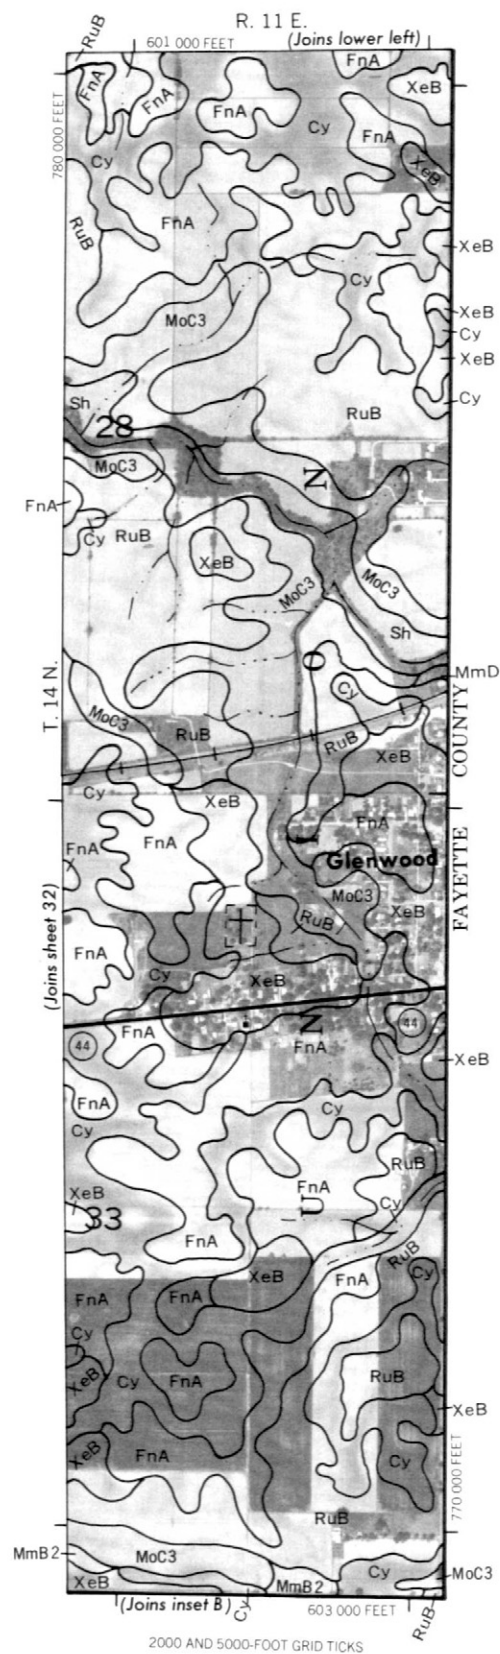 R. 11 E.
RuB
601 000 FEET
(Joins lower left)
FnA
FnA
FnA
FnA
XeB
780 000 FEET
Cy
FnA
Cy
XeB
RuB
FnA
XeB
Cy
MoC3
XeB
Cy
XeB
Sh
Cy
RuB
28
MoC3
N
FnA
Cy
RuB
XeB
MoC3
MoC3
Sh
O
MmD
T. 14 N.
Cy
MoC3
RuB
RuB
XeB
COUNTY
Cy
XeB
FnA
FnA
FnA
I
Glenwood
FAYETTE
MoC3
RuB
XeB
(Joins sheet 32)
FnA
Cy
XeB
FnA
N
44
44
FnA
XeB
FnA
Cy
Cy
RuB
FnA
XeB
U
Cy
33
FnA
RuB
XeB
FnA
Cy
FnA
FnA
Cy
RuB
XeB
Cy
FnA
XeB
XeB
FnA
Cy
770 000 FEET
RuB
MmB2
MoC3
Cy
MoC3
XeB
MmB2
(Joins inset B)
Cy
603 000 FEET
RuB
2000 AND 5000-FOOT GRID TICKS